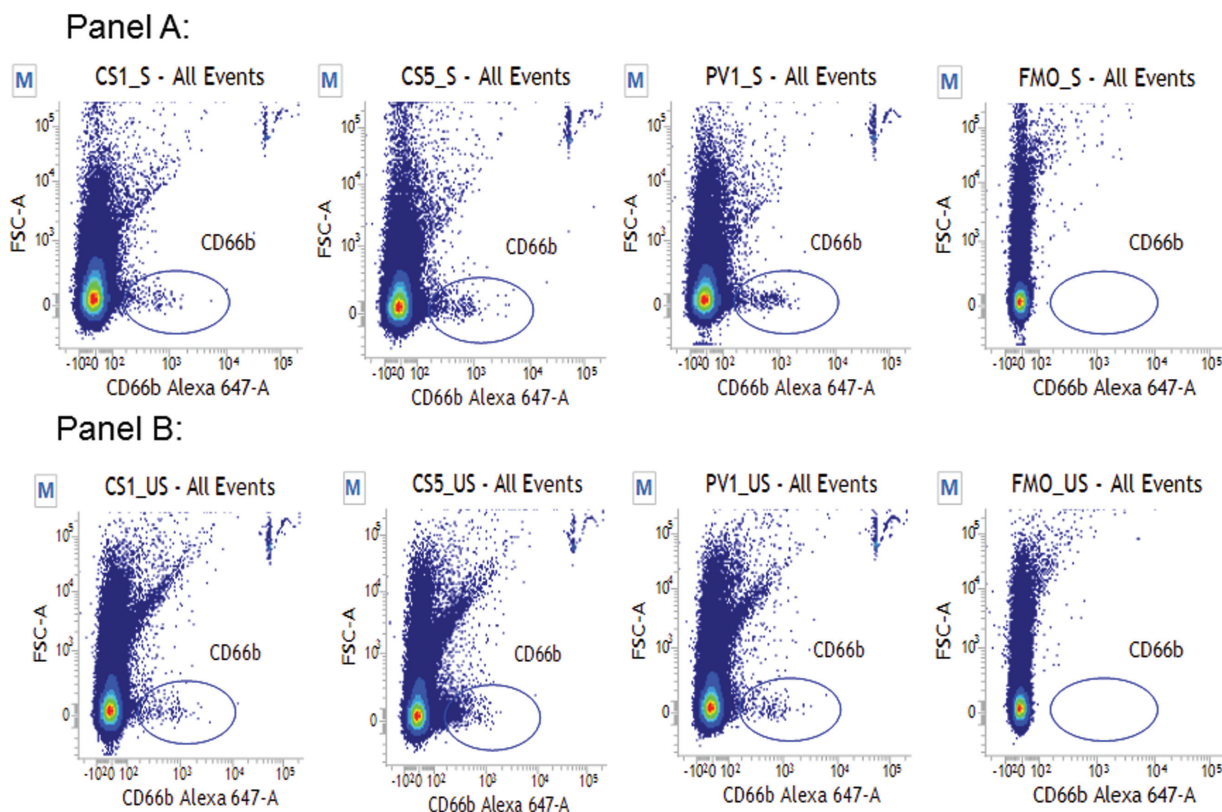 Panel A:
M CS1_S - All Events
M CS5_S - All Events
M PV1_S - All Events
M FMO_S - All Events
FSC-A 10⁵ 10⁴ 10³ 0 CD66b
FSC-A 10⁵ 10⁴ 10³ 0 CD66b
FSC-A 10⁵ 10⁴ 10³ 0 CD66b
FSC-A 10⁵ 10⁴ 10³ 0 CD66b
-10²0 10² 10³ 10⁴ 10⁵
-10²0 10² 10³ 10⁴ 10⁵
-10²0 10² 10³ 10⁴ 10⁵
-10²0 10² 10³ 10⁴ 10⁵
CD66b Alexa 647-A
CD66b Alexa 647-A
CD66b Alexa 647-A
CD66b Alexa 647-A
Panel B:
M CS1_US - All Events
M CS5_US - All Events
M PV1_US - All Events
M FMO_US - All Events
FSC-A 10⁵ 10⁴ 10³ 0 CD66b
FSC-A 10⁵ 10⁴ 10³ 0 CD66b
FSC-A 10⁵ 10⁴ 10³ 0 CD66b
FSC-A 10⁵ 10⁴ 10³ 0 CD66b
-10²0 10² 10³ 10⁴ 10⁵
-10²0 10² 10³ 10⁴ 10⁵
-10²0 10² 10³ 10⁴ 10⁵
-10²0 10² 10³ 10⁴ 10⁵
CD66b Alexa 647-A
CD66b Alexa 647-A
CD66b Alexa 647-A
CD66b Alexa 647-A